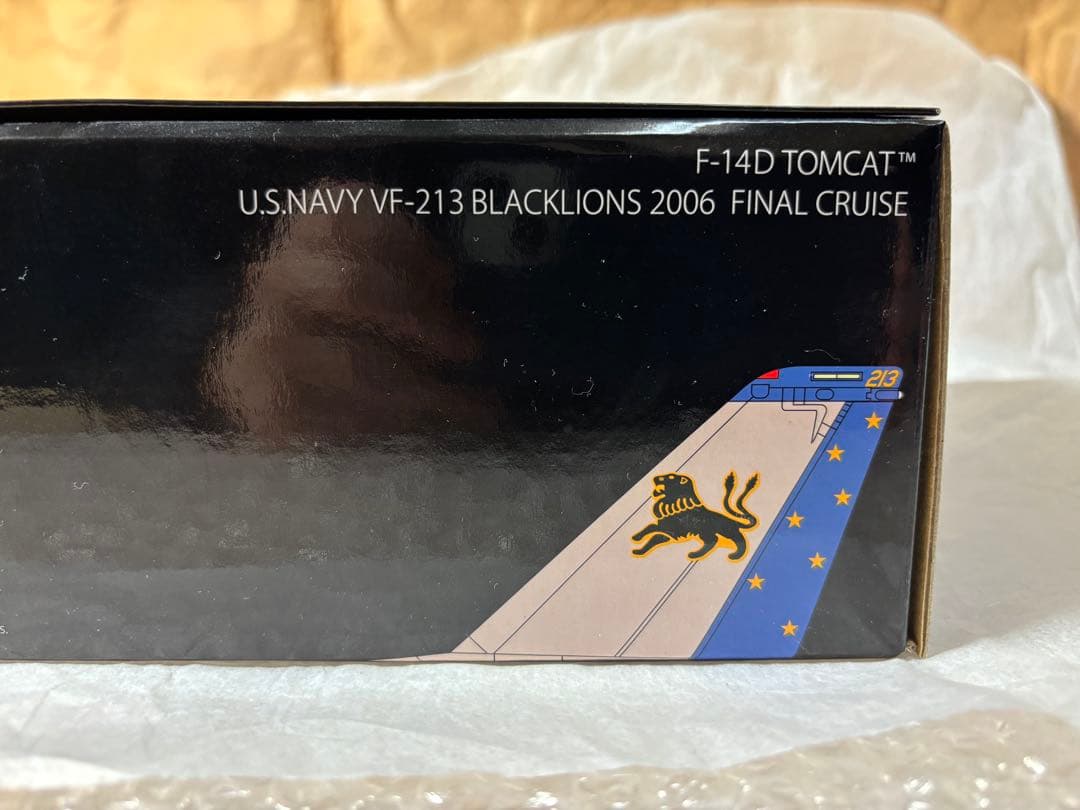 F-14D TOMCAT™
U.S.NAVY VF-213 BLACKLIONS 2006 FINAL CRUISE
213
s.